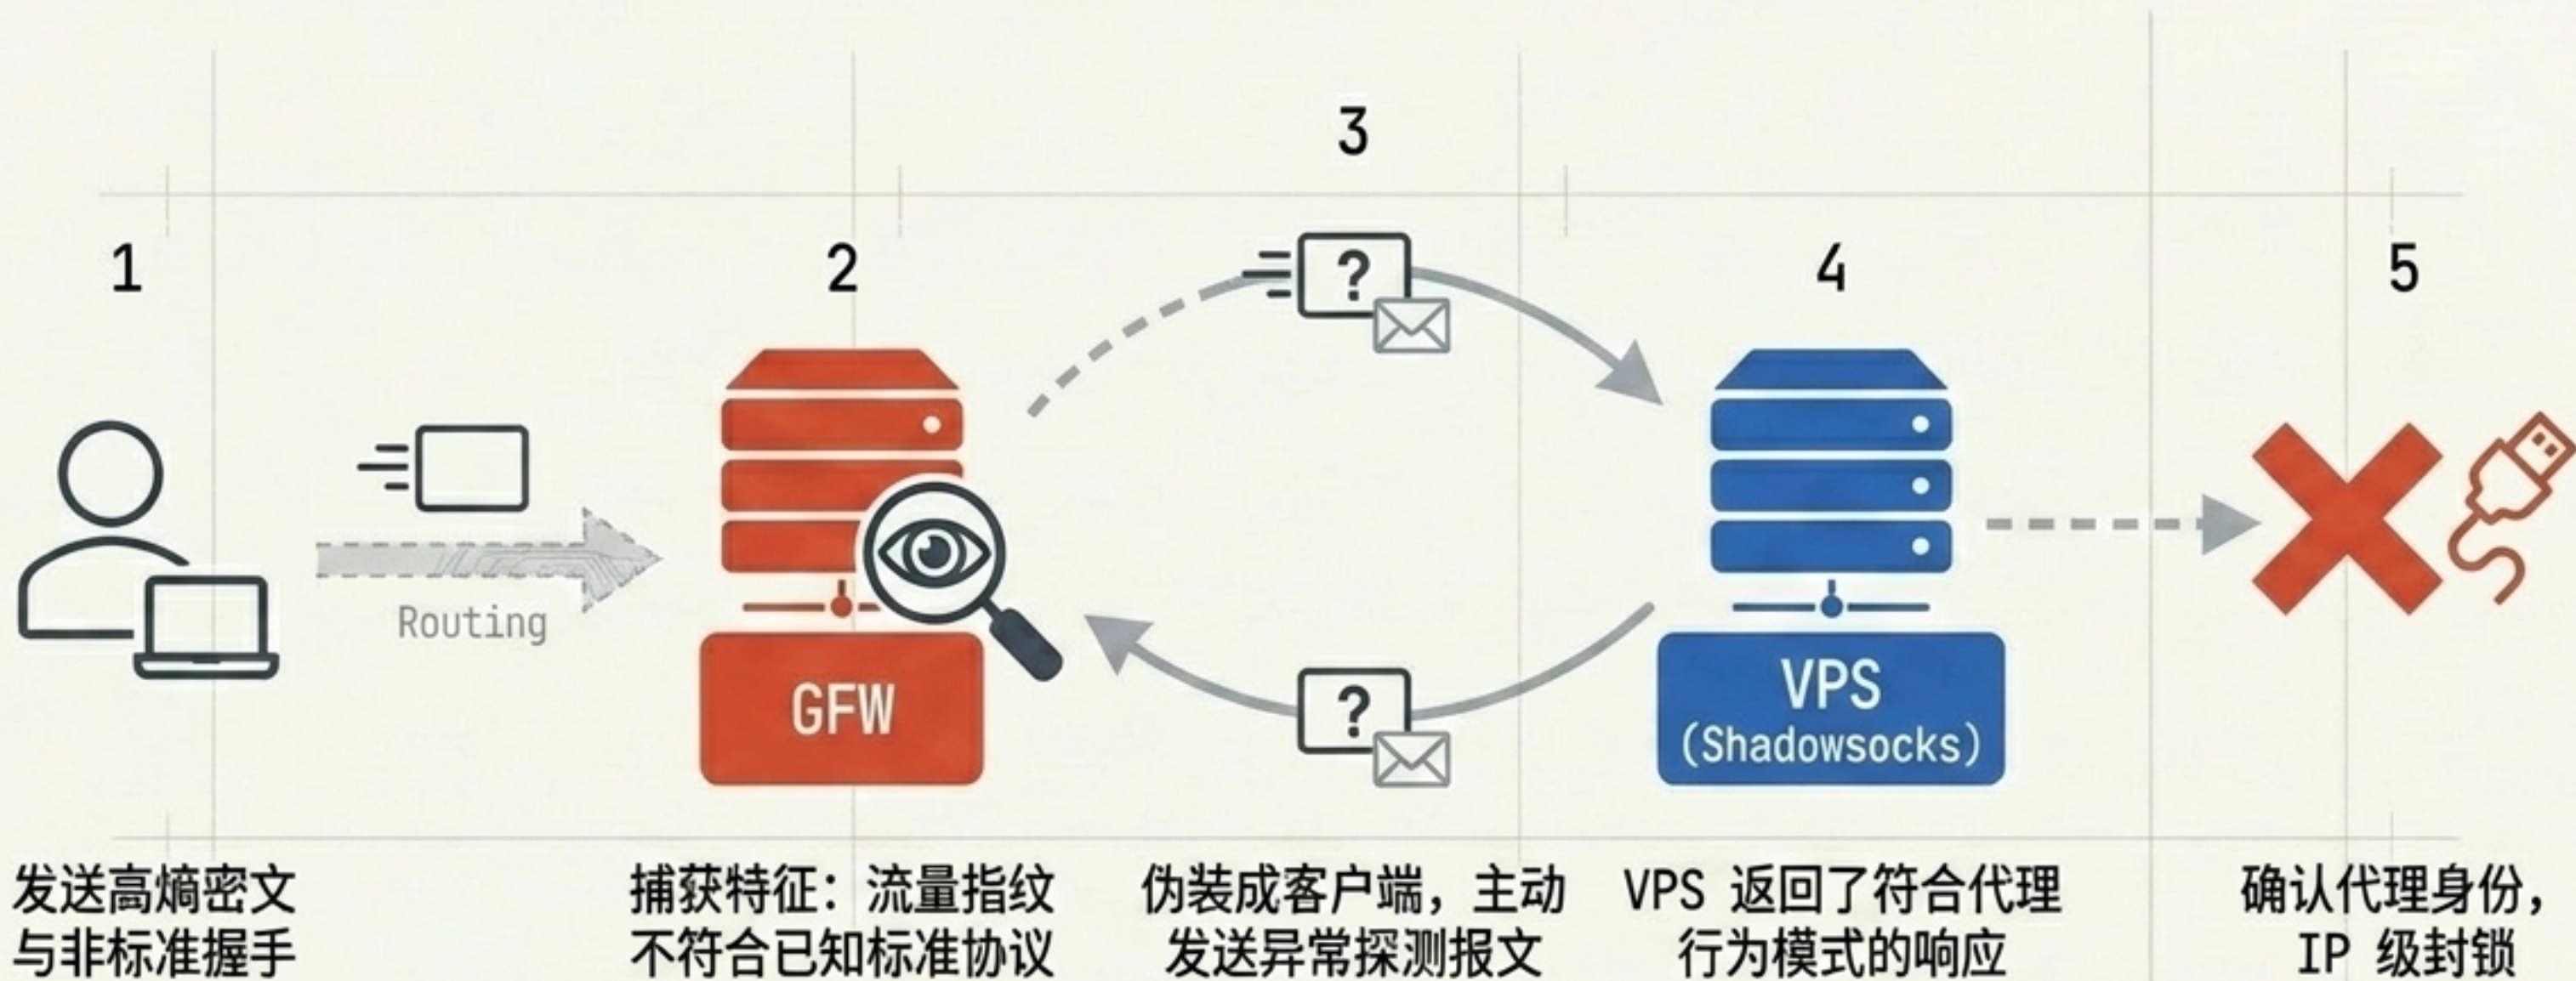 3
1
2
4
5
?
Routing
GFW
?
VPS
(Shadowsocks)
发送高熵密文
与非标准握手
捕获特征：流量指纹
不符合已知标准协议
伪装成客户端，主动
发送异常探测报文
VPS 返回了符合代理
行为模式的响应
确认代理身份，
IP 级封锁